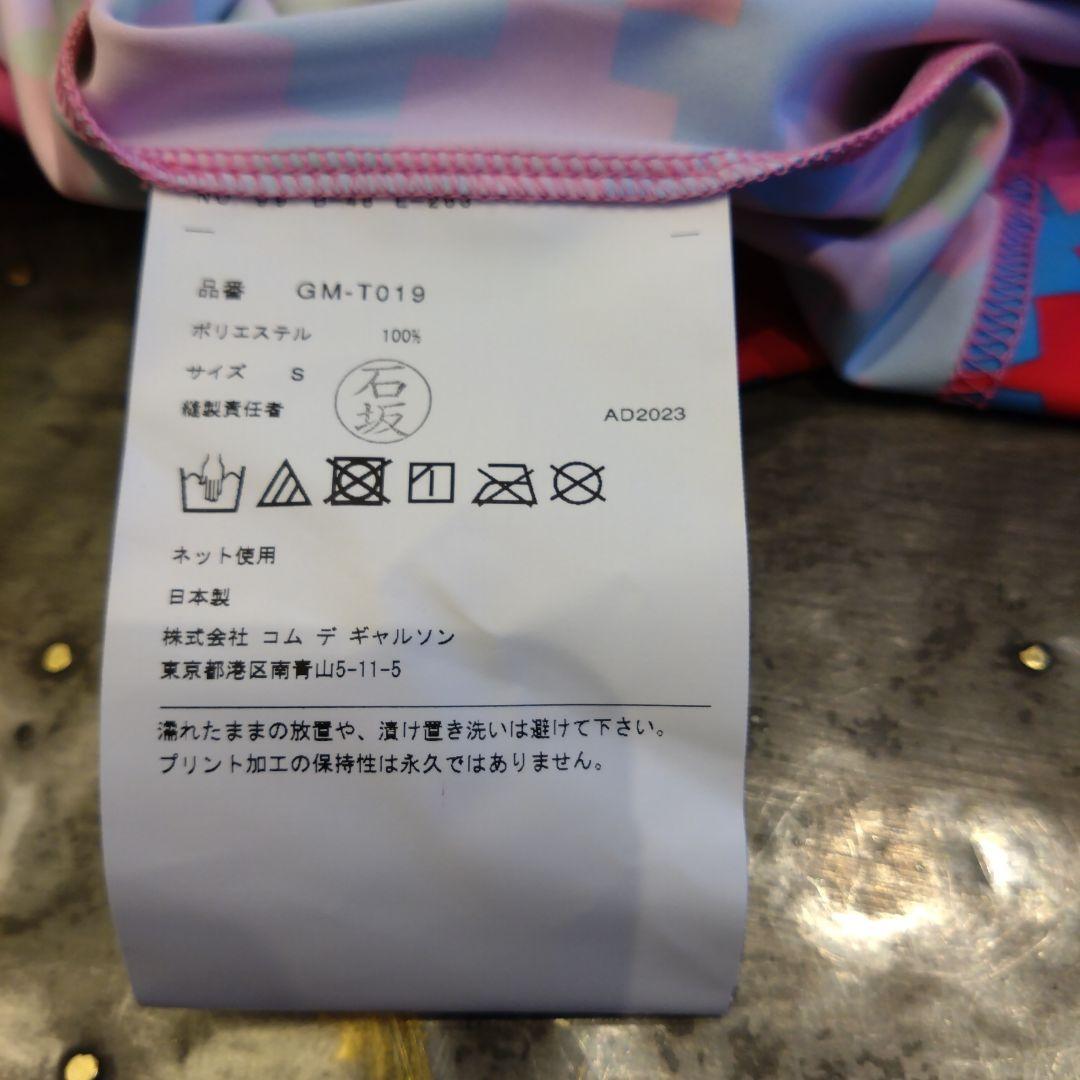 品番 GM-T019
ポリエステル 100%
サイズ S
石坂
縫製責任者
AD2023
ネット使用
日本製
株式会社 コム デ ギャルソン
東京都港区南青山5-11-5
濡れたままの放置や、漬け置き洗いは避けて下さい。
プリント加工の保持性は永久ではありません。